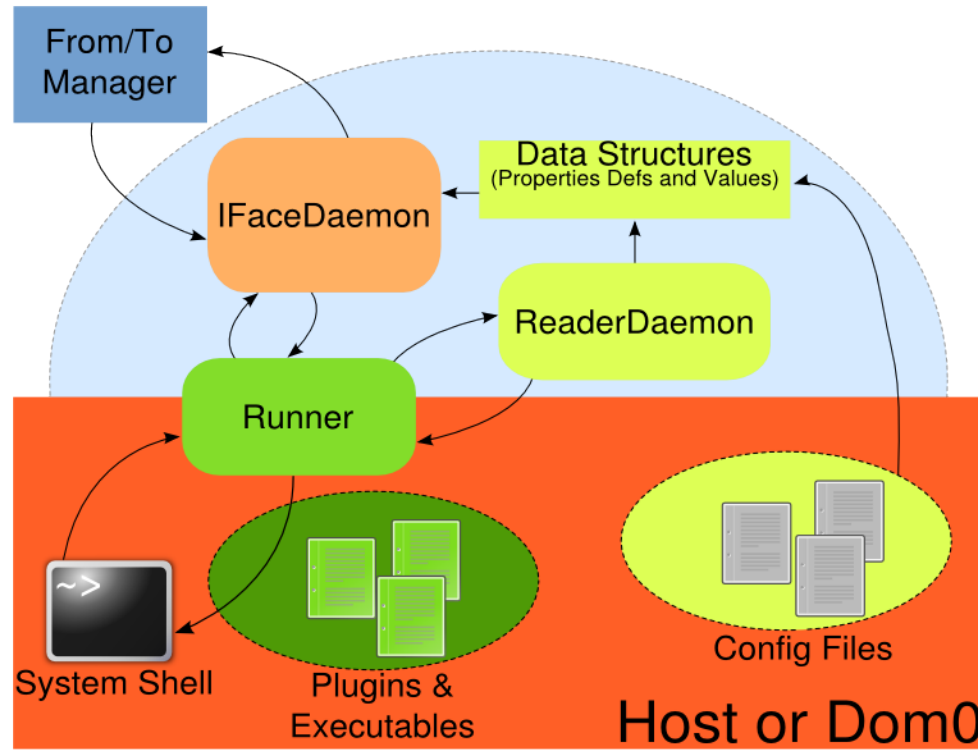 From/To
Manager
Data Structures
(Properties Defs and Values)
IFaceDaemon
ReaderDaemon
Runner
~>
System Shell
Plugins &
Executables
Config Files
Host or Dom0